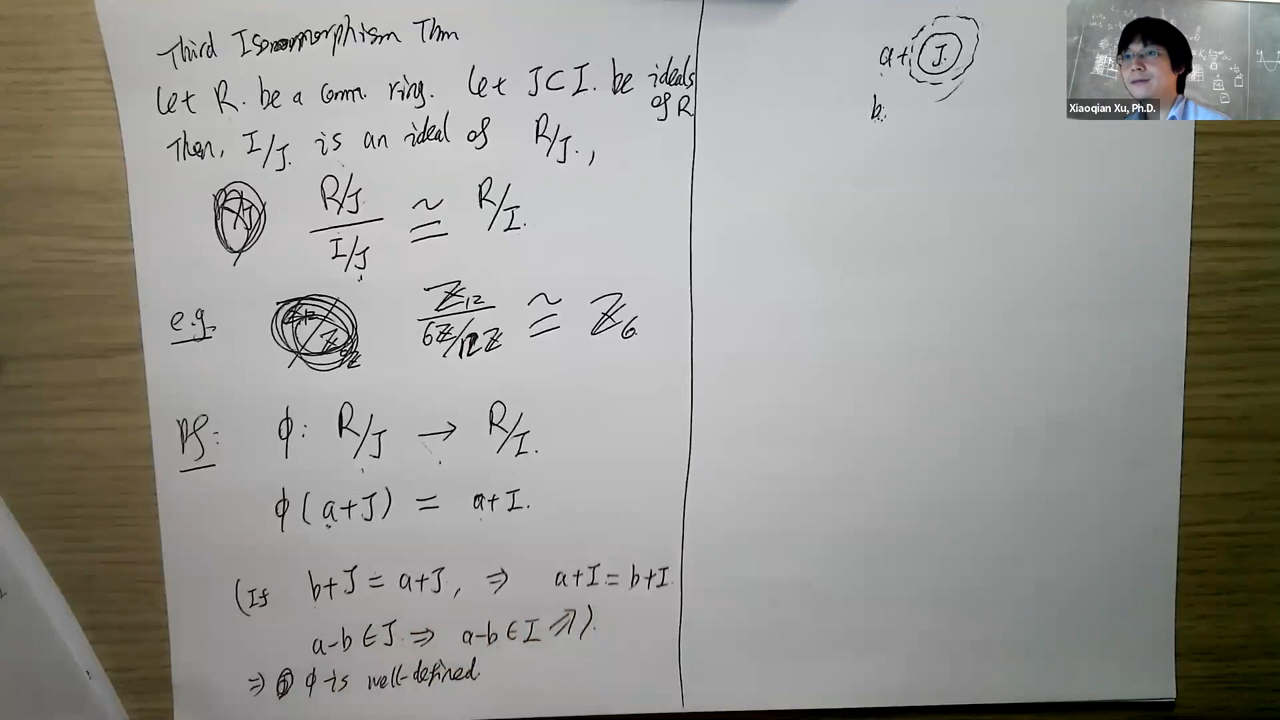 Third Isomorphism Thm
Let R. be a comm. ring. Let J⊂I. be ideals of R
Then, I/J. is an ideal of R/J.,
R/J / I/J ≅ R/I.
e.g. Z₁₂ / 6Z/12Z ≅ Z₆
Pf: ϕ: R/J → R/I.
ϕ(a+J) = a+I.
(If b+J = a+J, ⇒ a+I = b+I
a-b ∈ J. ⇒ a-b ∈ I ⇗).
⇒ ϕ is well-defined.
a+ J.
b.
Xiaoqian Xu, Ph.D.